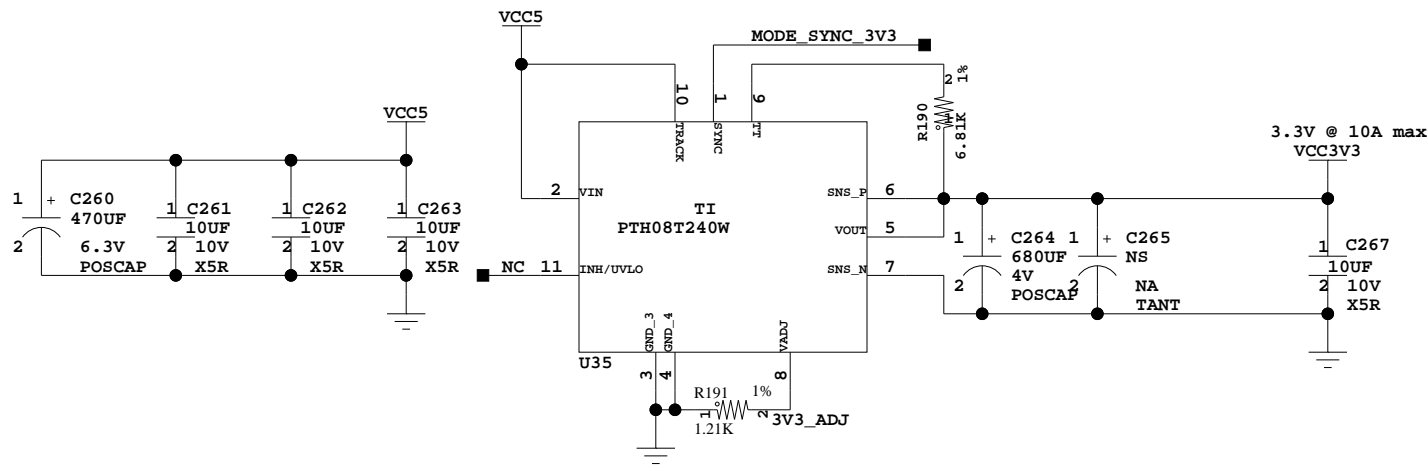 VCC5
MODE_SYNC_3V3
10
1
9
2 1%
R190
6.81K
TRACK
SYNC
TT
3.3V @ 10A max
VCC3V3
VCC5
1 + C260
470UF
2 6.3V
POSCAP
1 C261
10UF
2 10V
X5R
1 C262
10UF
2 10V
X5R
1 C263
10UF
2 10V
X5R
2 VIN
TI
PTH08T240W
SNS_P 6
VOUT 5
SNS_N 7
NC 11 INH/UVLO
1 + C264
680UF
2 4V
POSCAP
1 + C265
NS
2 NA
TANT
1 C267
10UF
2 10V
X5R
GND_3
GND_4
VADJ
U35
3
4
8
R191 1%
1 2
1.21K
3V3_ADJ